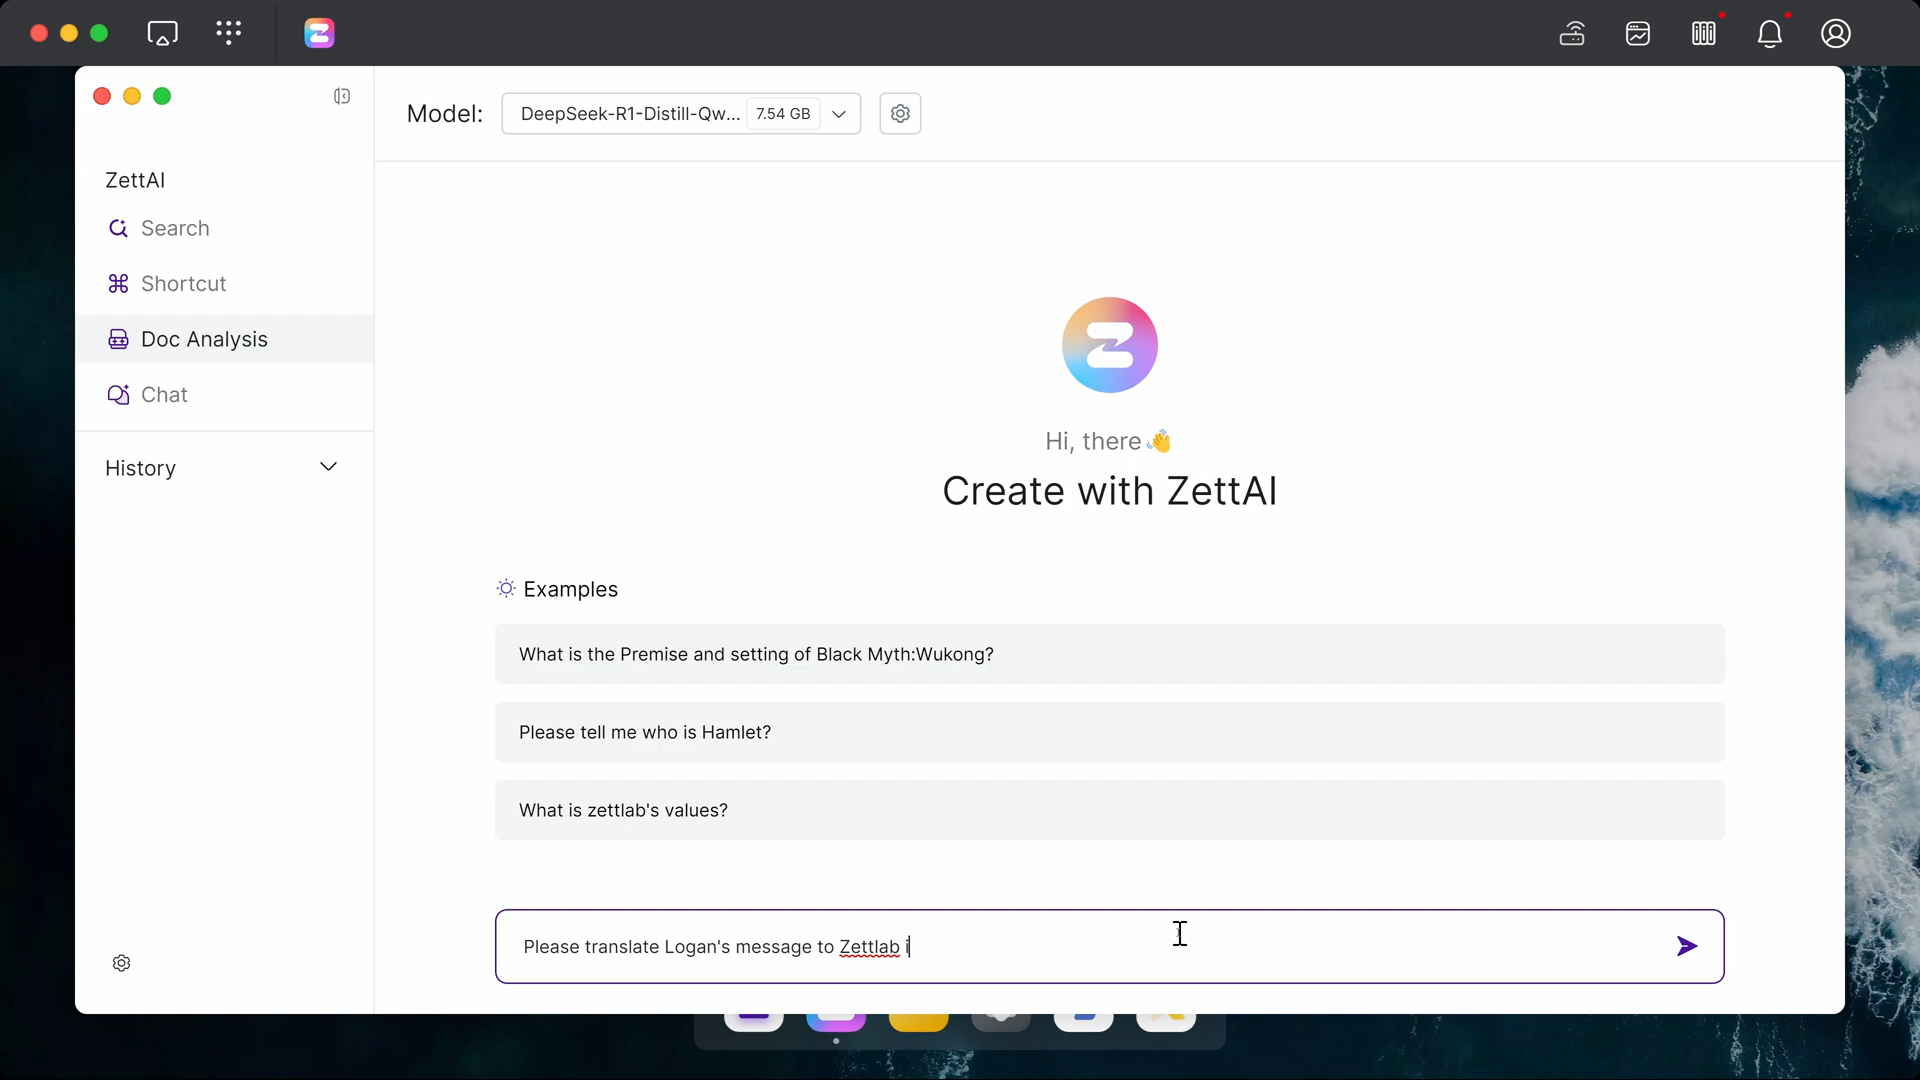 Model:
DeepSeek-R1-Distill-Qw...
7.54 GB
ZettAI
Search
Shortcut
Doc Analysis
Chat
History
Hi, there👋
Create with ZettAI
Examples
What is the Premise and setting of Black Myth:Wukong?
Please tell me who is Hamlet?
What is zettlab's values?
Please translate Logan's message to Zettlab i